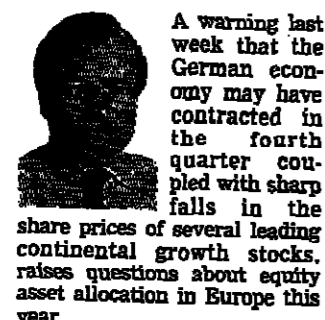 A warning last
week that the
German econ-
omy may have
contracted in
the fourth
quarter cou-
pled with sharp
falls in the
share prices of several leading
continental growth stocks,
raises questions about equity
asset allocation in Europe this
year